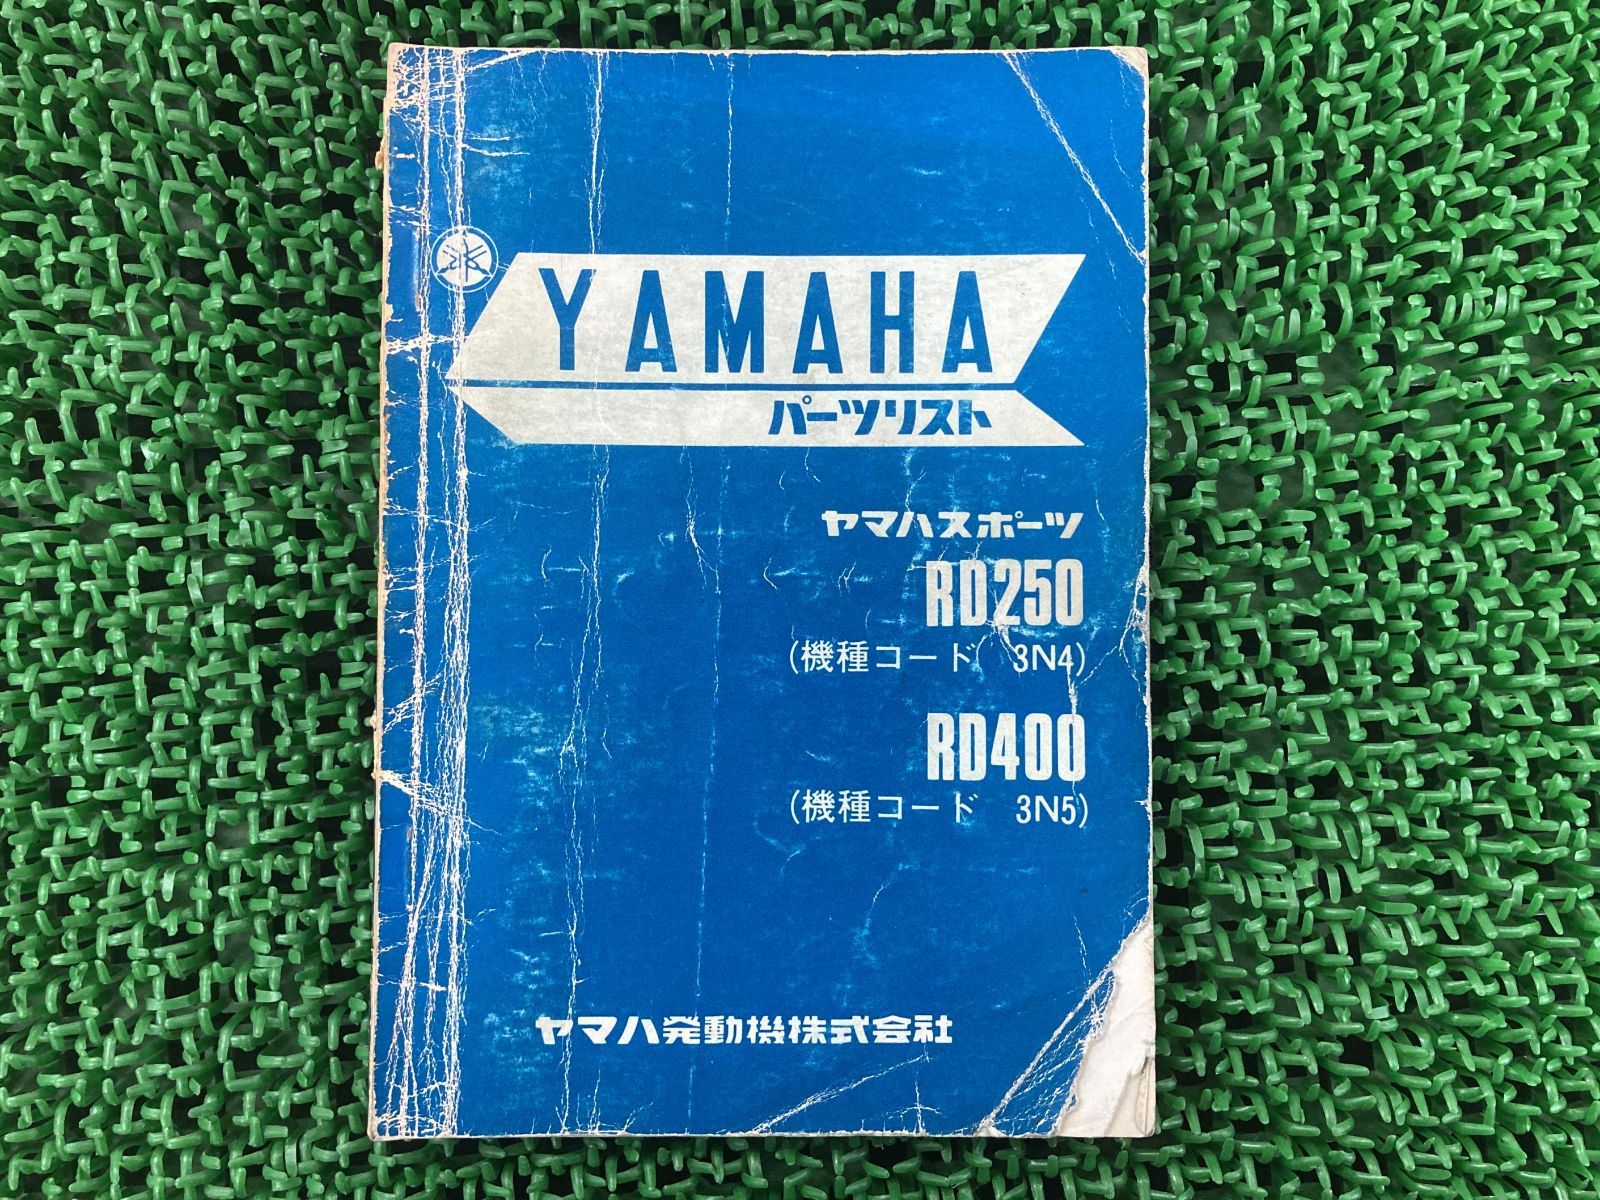 YAMAHA
パーツリスト
ヤマハスポーツ
RD250
(機種コード 3N4)
RD400
(機種コード 3N5)
ヤマハ発動機株式会社